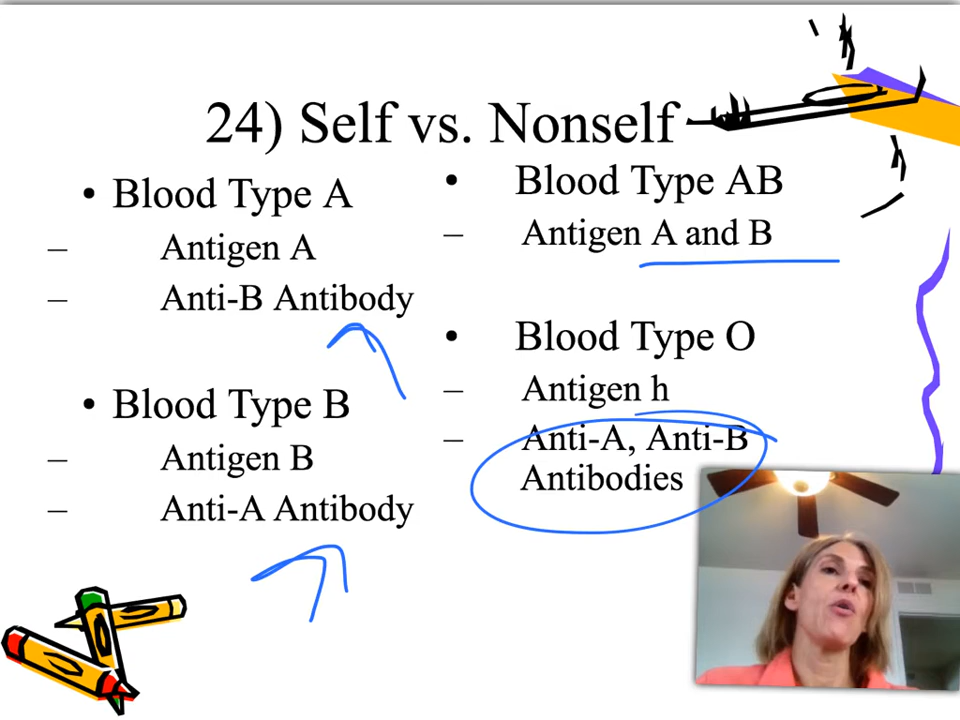 24) Self vs. Nonself
• Blood Type A
– Antigen A
– Anti-B Antibody
• Blood Type B
– Antigen B
– Anti-A Antibody
• Blood Type AB
– Antigen A and B
• Blood Type O
– Antigen h
– Anti-A, Anti-B
Antibodies